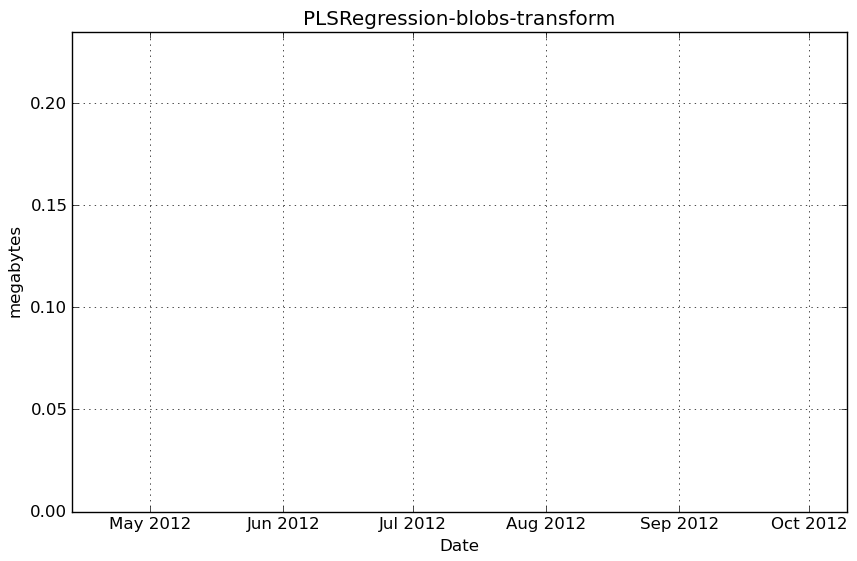 PLSRegression-blobs-transform
0.20
0.15
0.10
0.05
0.00
megabytes
May 2012 Jun 2012 Jul 2012 Aug 2012 Sep 2012 Oct 2012
Date